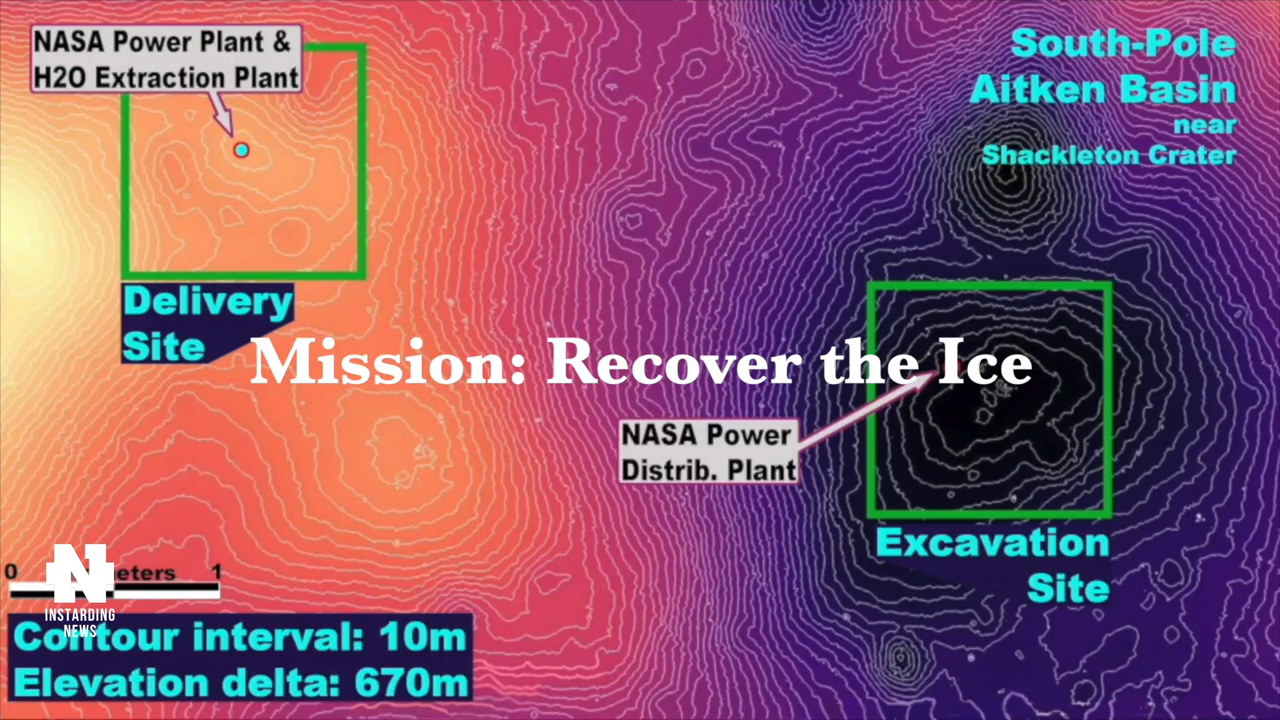 NASA Power Plant &
H2O Extraction Plant
South-Pole
Aitken Basin
near
Shackleton Crater
Delivery
Site
Mission: Recover the Ice
NASA Power
Distrib. Plant
Excavation
Site
0 1
INSTARDING
NEWS
Contour interval: 10m
Elevation delta: 670m